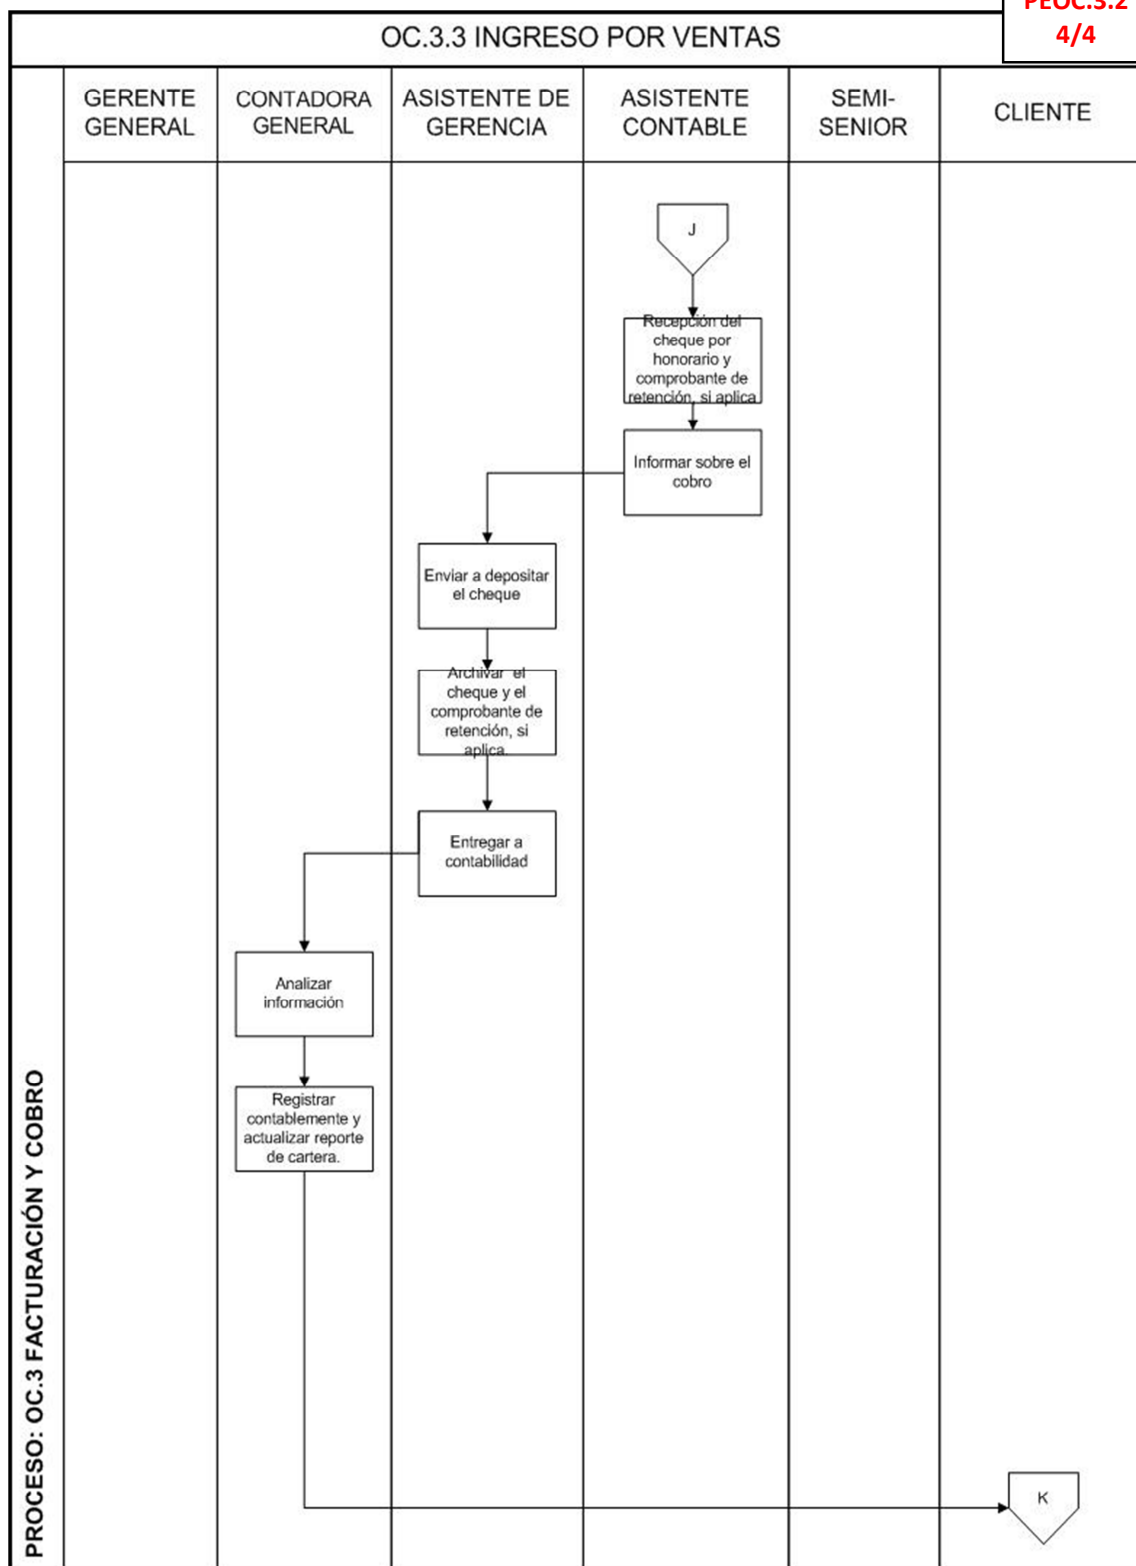 PEOC.3.2
4/4
OC.3.3 INGRESO POR VENTAS
GERENTE
GENERAL
CONTADORA
GENERAL
ASISTENTE DE
GERENCIA
ASISTENTE
CONTABLE
SEMI-
SENIOR
CLIENTE
J
Recepción del
cheque por
honorario y
comprobante de
retención, si aplica
Informar sobre el
cobro
Enviar a depositar
el cheque
Archivar el
cheque y el
comprobante de
retención, si
aplica.
Entregar a
contabilidad
Analizar
información
Registrar
contablemente y
actualizar reporte
de cartera.
K
PROCESO: OC.3 FACTURACIÓN Y COBRO